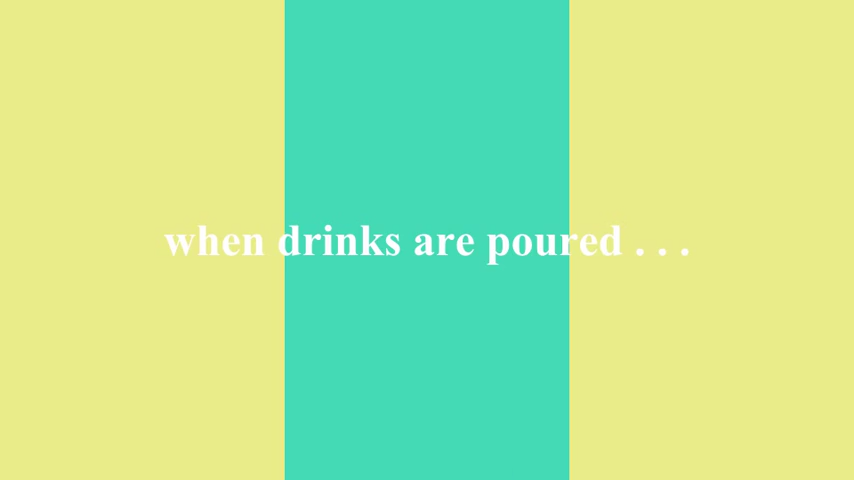 when drinks are poured . . .